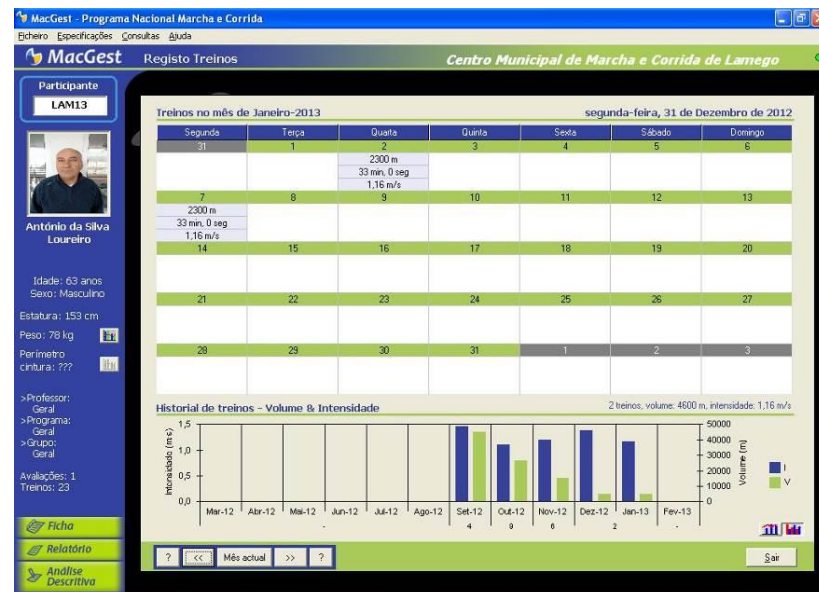 MacGest - Programa Nacional Marcha e Corrida
Ficheiro Especificações Consultas Ajuda
MacGest Registo Treinos Centro Municipal de Marcha e Corrida de Lamego
Participante
LAM13
António da Silva
Loureiro
Idade: 63 anos
Sexo: Masculino
Estatura: 153 cm
Peso: 78 kg
Perímetro
cintura: ???
>Professor:
Geral
>Programa:
Geral
>Grupo:
Geral
Avaliações: 1
Treinos: 23
Ficha
Relatório
Análise
Descritiva
Treinos no mês de Janeiro-2013 segunda-feira, 31 de Dezembro de 2012
Segunda Terça Quarta Quinta Sexta Sábado Domingo
31 1 2 3 4 5 6
2300 m
33 min, 0 seg
1,16 m/s
7 8 9 10 11 12 13
2300 m
33 min, 0 seg
1,16 m/s
14 15 16 17 18 19 20
21 22 23 24 25 26 27
28 29 30 31 1 2 3
Historial de treinos - Volume & Intensidade 2 treinos, volume: 4600 m, intensidade: 1,16 m/s
Intensidade (ms)
1,5
1,0
0,5
0,0
50000
40000
30000
20000
10000
0
Volume (m)
I
V
Mar-12 Abr-12 Mai-12 Jun-12 Jul-12 Ago-12 Set-12 Out-12 Nov-12 Dez-12 Jan-13 Fev-13
- 4 9 6 2 -
? << Mês actual >> ? Sair